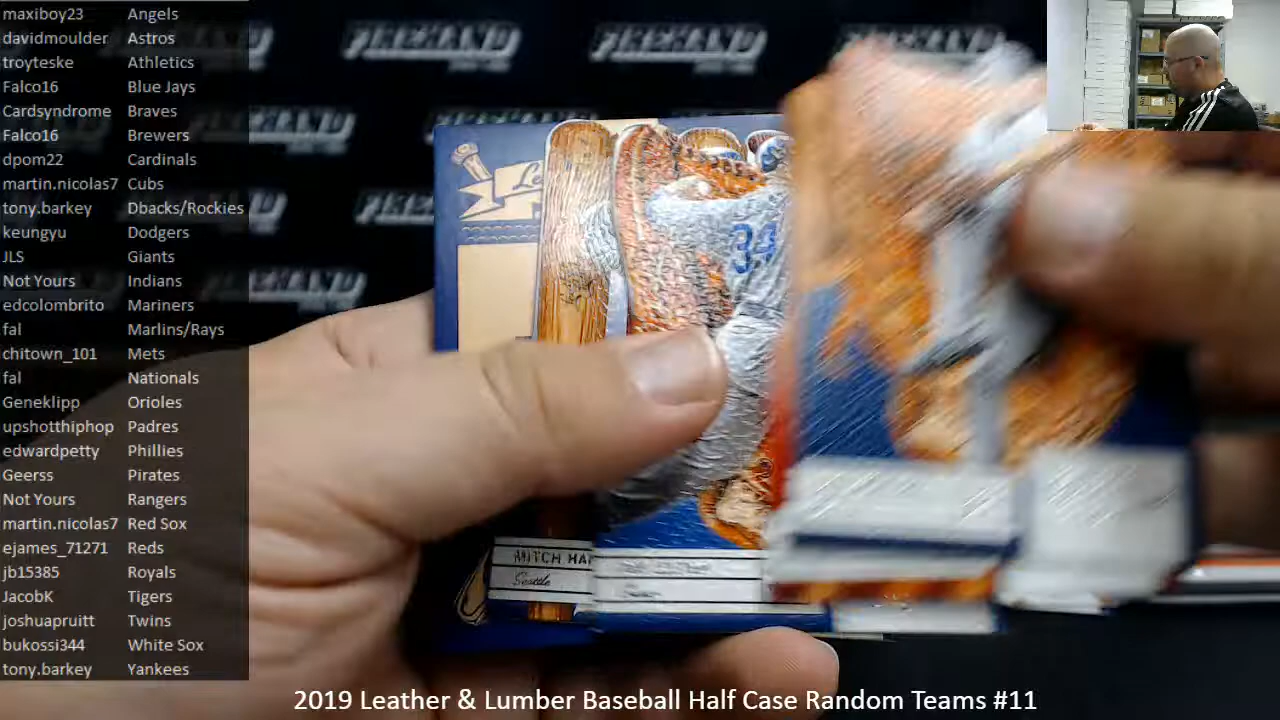 maxiboy23 Angels
davidmoulder Astros
troyteske Athletics
Falco16 Blue Jays
Cardsyndrome Braves
Falco16 Brewers
dpom22 Cardinals
martin.nicolas7 Cubs
tony.barkey Dbacks/Rockies
keungyu Dodgers
JLS Giants
Not Yours Indians
edcolombrito Mariners
fal Marlins/Rays
chitown_101 Mets
fal Nationals
Geneklipp Orioles
upshotthiphop Padres
edwardpetty Phillies
Geerss Pirates
Not Yours Rangers
martin.nicolas7 Red Sox
ejames_71271 Reds
jb15385 Royals
JacobK Tigers
joshuapruitt Twins
bukossi344 White Sox
tony.barkey Yankees
FIREHAND
FIREHAND
FIREHAND
34
MITCH HA
Seattle
2019 Leather & Lumber Baseball Half Case Random Teams #11